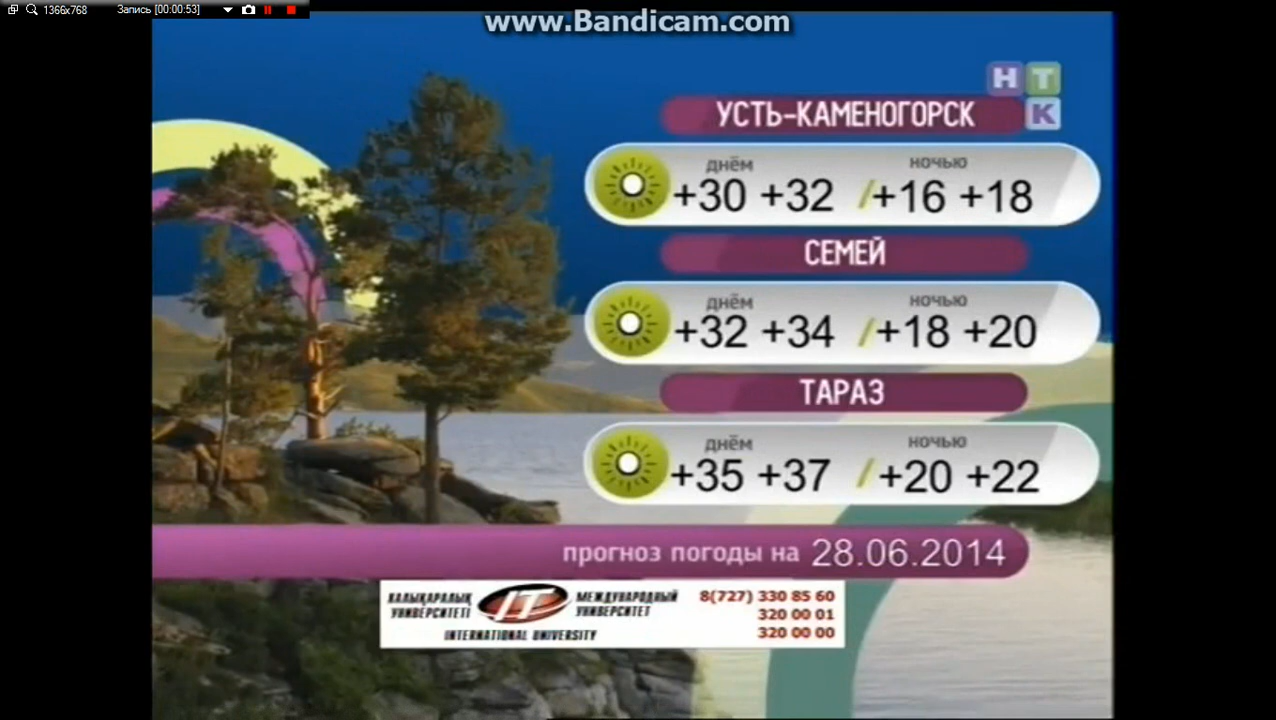 1366x768 Запись [00:00:53]
www.Bandicam.com
НТ
К
УСТЬ-КАМЕНОГОРСК
днём ночью
+30 +32 / +16 +18
СЕМЕЙ
днём ночью
+32 +34 / +18 +20
ТАРАЗ
днём ночью
+35 +37 / +20 +22
прогноз погоды на 28.06.2014
ХАЛЫҚАРАЛЫҚ
УНИВЕРСИТЕТІ
IT
МЕЖДУНАРОДНЫЙ
УНИВЕРСИТЕТ
INTERNATIONAL UNIVERSITY
8(727) 330 85 60
320 00 01
320 00 00